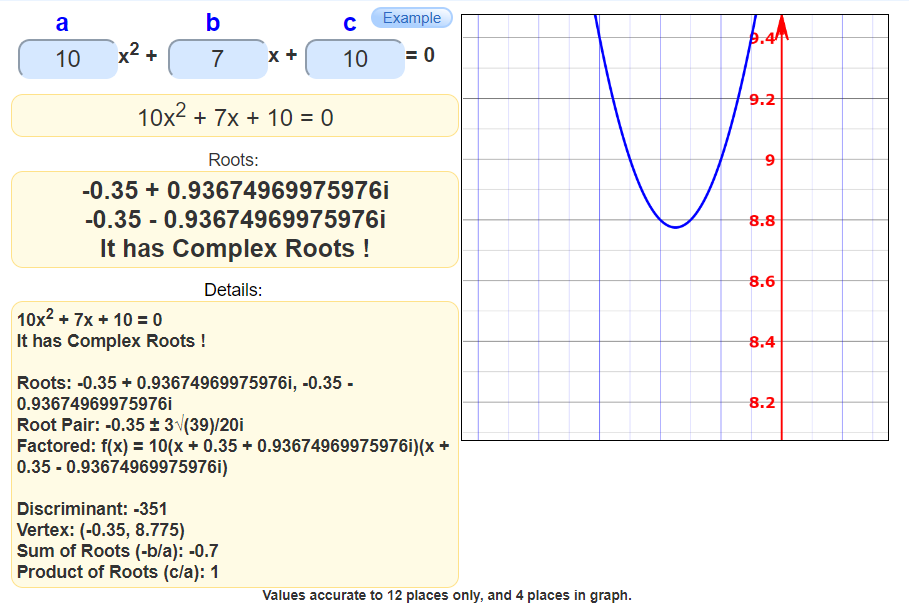 a b c Example
10 x² + 7 x + 10 = 0
10x² + 7x + 10 = 0
Roots:
-0.35 + 0.93674969975976i
-0.35 - 0.93674969975976i
It has Complex Roots !
Details:
10x² + 7x + 10 = 0
It has Complex Roots !
Roots: -0.35 + 0.93674969975976i, -0.35 -
0.93674969975976i
Root Pair: -0.35 ± 3√(39)/20i
Factored: f(x) = 10(x + 0.35 + 0.93674969975976i)(x +
0.35 - 0.93674969975976i)
Discriminant: -351
Vertex: (-0.35, 8.775)
Sum of Roots (-b/a): -0.7
Product of Roots (c/a): 1
9.4
9.2
9
8.8
8.6
8.4
8.2
Values accurate to 12 places only, and 4 places in graph.